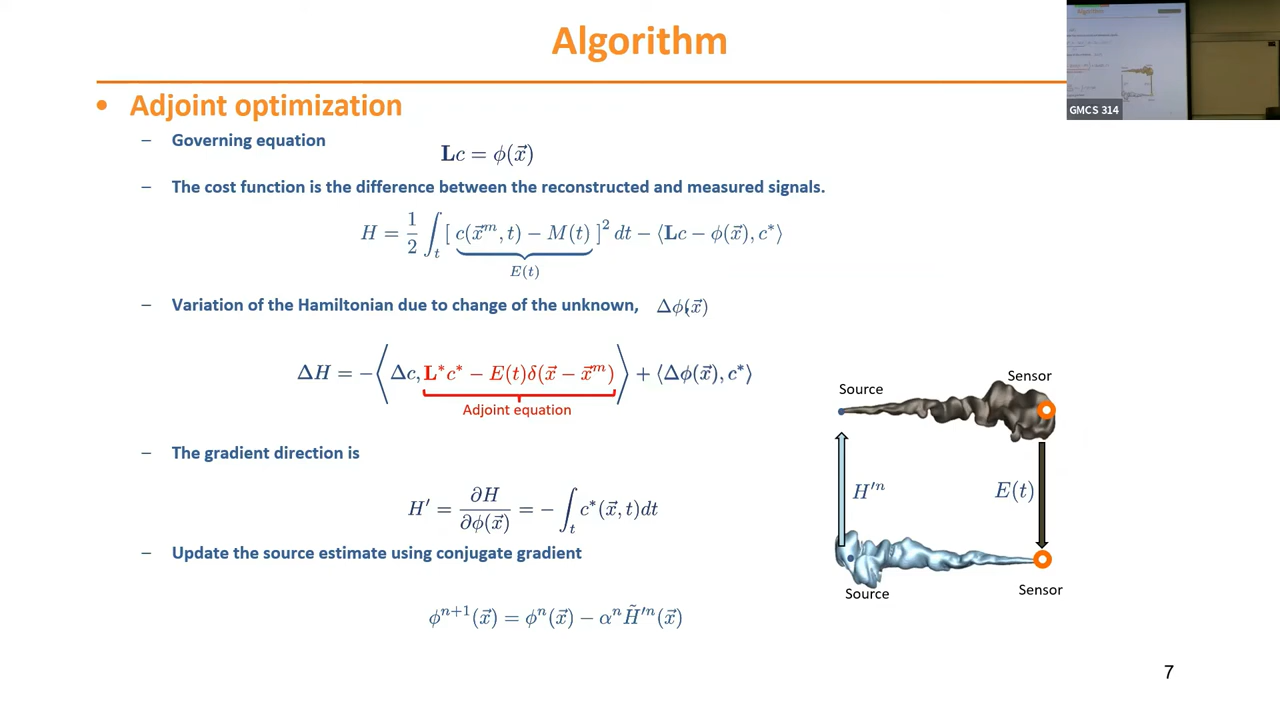 Algorithm
• Adjoint optimization
– Governing equation
Lc = ϕ(x⃗)
– The cost function is the difference between the reconstructed and measured signals.
H = 1/2 ∫_t [ c(x⃗^m, t) − M(t) ]² dt − ⟨Lc − ϕ(x⃗), c*⟩
E(t)
– Variation of the Hamiltonian due to change of the unknown, Δϕ(x⃗)
ΔH = −⟨Δc, L*c* − E(t)δ(x⃗ − x⃗^m)⟩ + ⟨Δϕ(x⃗), c*⟩
Adjoint equation
– The gradient direction is
H′ = ∂H/∂ϕ(x⃗) = − ∫_t c*(x⃗, t)dt
– Update the source estimate using conjugate gradient
ϕ^{n+1}(x⃗) = ϕ^n(x⃗) − α^n H̃′^n(x⃗)
Source
Sensor
H′^n
E(t)
Source
Sensor
7
Algorithm
GMCS 314